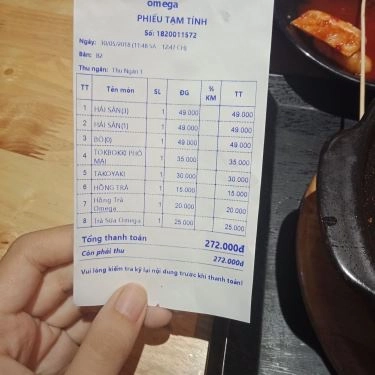 omega
PHIẾU TẠM TÍNH
Số: 1820011572
Ngày: 30/05/2018 (11:48 SA - 12:47 CH)
Bàn: B2
Thu ngân: Thu Ngân 1
TT Tên món SL ĐG % KM TT
1 HẢI SẢN(3) 1 49.000 49.000
2 HẢI SẢN(1) 1 49.000 49.000
3 BÒ(0) 1 49.000 49.000
4 TOKBOKKI PHÔ MAI 1 35.000 35.000
5 TAKOYAKI 1 30.000 30.000
6 HỒNG TRÀ 1 15.000 15.000
7 Hồng Trà Omega 1 20.000 20.000
8 Trà Sữa Omega 1 25.000 25.000
Tổng thanh toán 272.000đ
Còn phải thu 272.000đ
Vui lòng kiểm tra kỹ lại nội dung trước khi thanh toán!